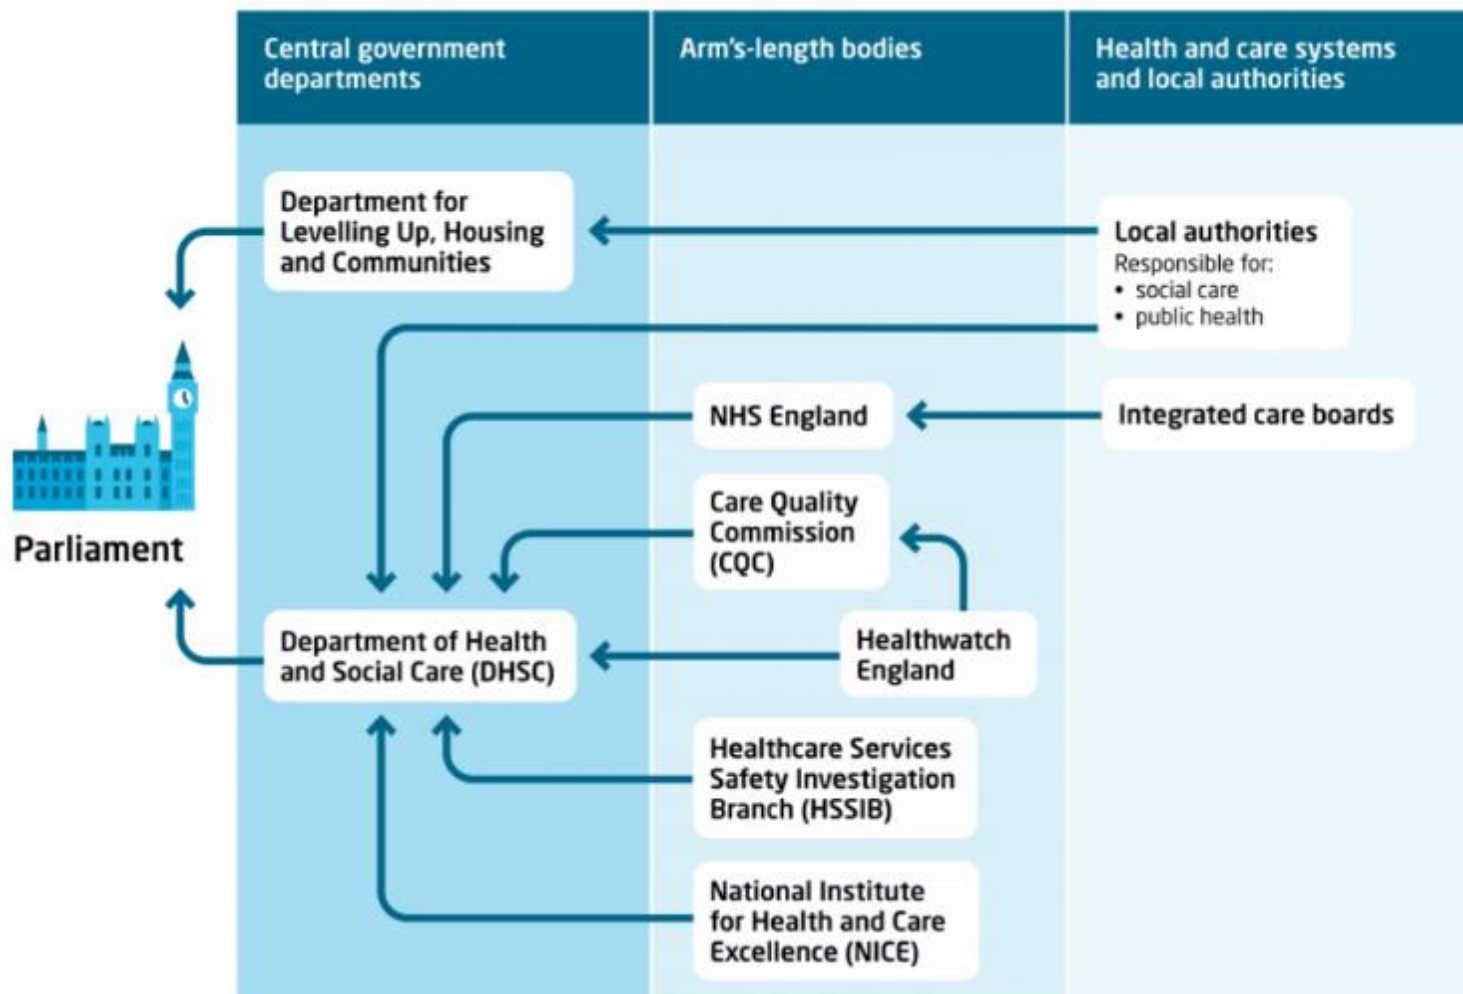 Central government
departments
Arm's-length bodies
Health and care systems
and local authorities
Department for
Levelling Up, Housing
and Communities
Local authorities
Responsible for:
• social care
• public health
NHS England
Integrated care boards
Care Quality
Commission
(CQC)
Parliament
Department of Health
and Social Care (DHSC)
Healthwatch
England
Healthcare Services
Safety Investigation
Branch (HSSIB)
National Institute
for Health and Care
Excellence (NICE)